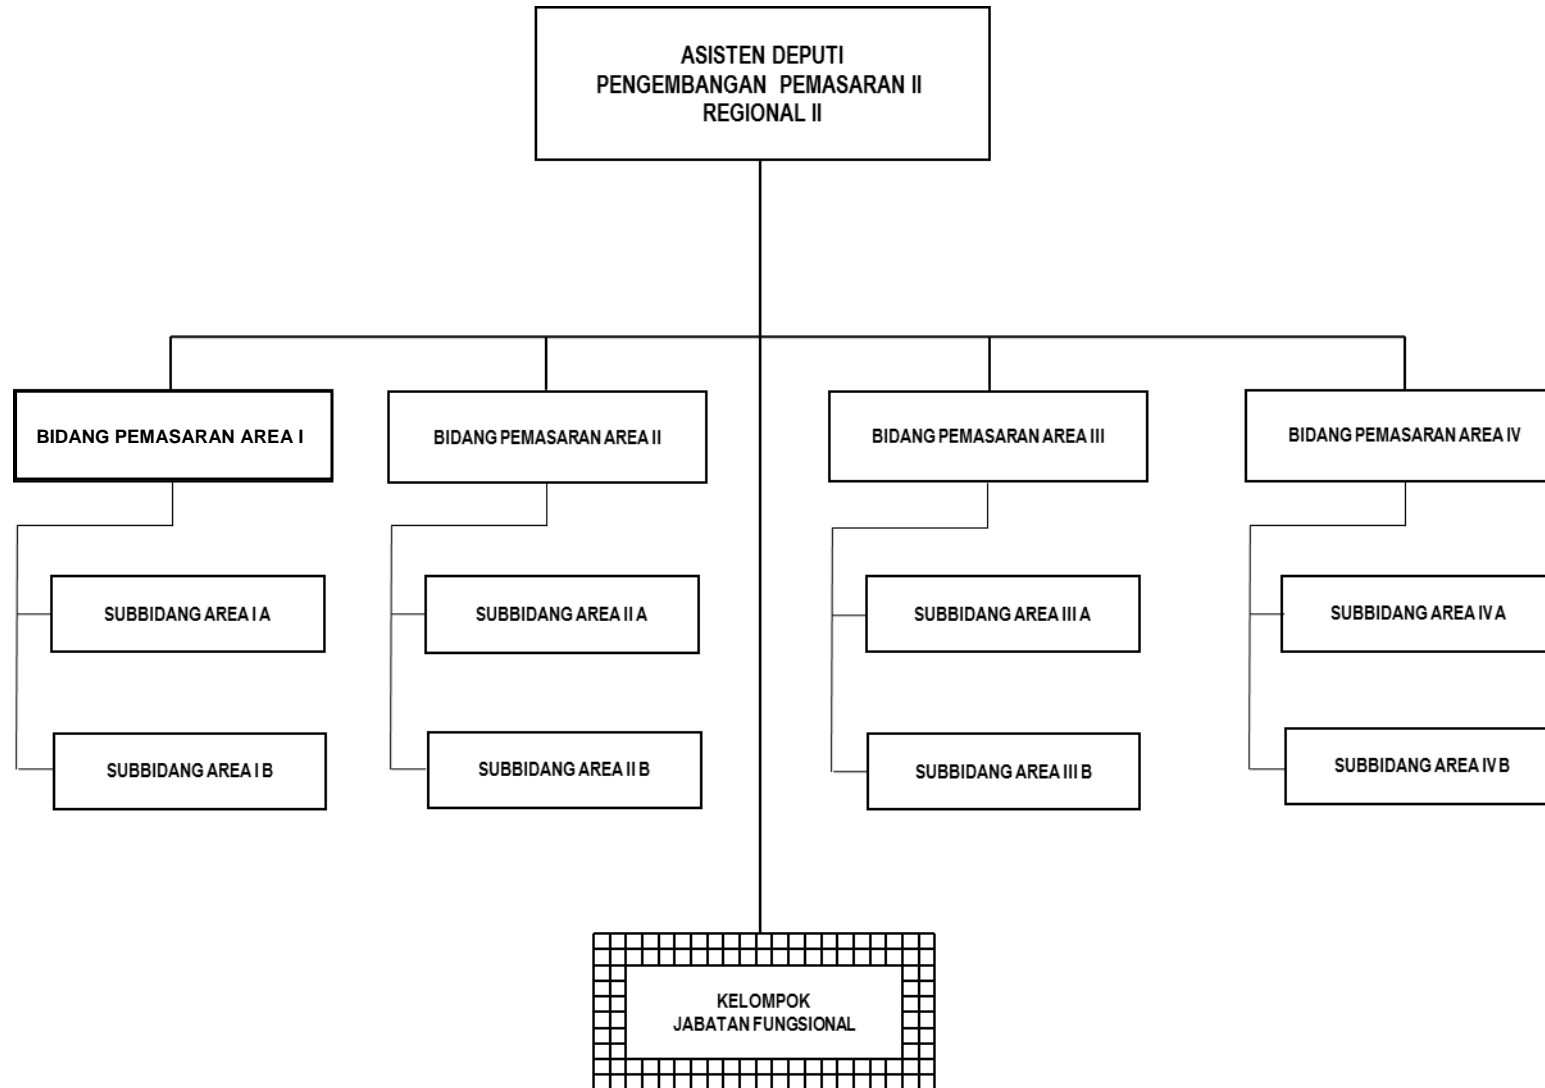 ASISTEN DEPUTI
PENGEMBANGAN PEMASARAN II
REGIONAL II
BIDANG PEMASARAN AREA I
BIDANG PEMASARAN AREA II
BIDANG PEMASARAN AREA III
BIDANG PEMASARAN AREA IV
SUBBIDANG AREA I A
SUBBIDANG AREA II A
SUBBIDANG AREA III A
SUBBIDANG AREA IV A
SUBBIDANG AREA I B
SUBBIDANG AREA II B
SUBBIDANG AREA III B
SUBBIDANG AREA IV B
KELOMPOK
JABATAN FUNGSIONAL